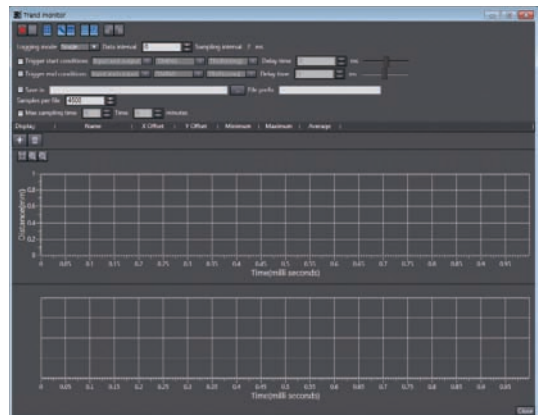 Trend monitor
Logging mode Single Data interval 0 Sampling interval ms
Trigger start conditions Delay time ms
Trigger end conditions Delay time ms
Save in ... File prefix
Samples per file 4800
Max sampling time Time minutes
Display Name X Offset Y Offset Minimum Maximum Average
Distance(mm)
1
0.8
0.6
0.4
0.2
0
0 0.05 0.1 0.15 0.2 0.25 0.3 0.35 0.4 0.45 0.5 0.55 0.6 0.65 0.7 0.75 0.8 0.85 0.9 0.95
Time(milli seconds)
0 0.05 0.1 0.15 0.2 0.25 0.3 0.35 0.4 0.45 0.5 0.55 0.6 0.65 0.7 0.75 0.8 0.85 0.9 0.95
Time(milli seconds)
Close